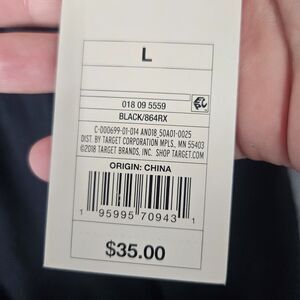 L
018 09 5559
BLACK/864RX
C-000699-01-014 AND18_50A01-0025
DIST. BY TARGET CORPORATION MPLS., MN 55403
©2018 TARGET BRANDS, INC. SHOP TARGET.COM
ORIGIN: CHINA
1 95995 70943 1
$35.00